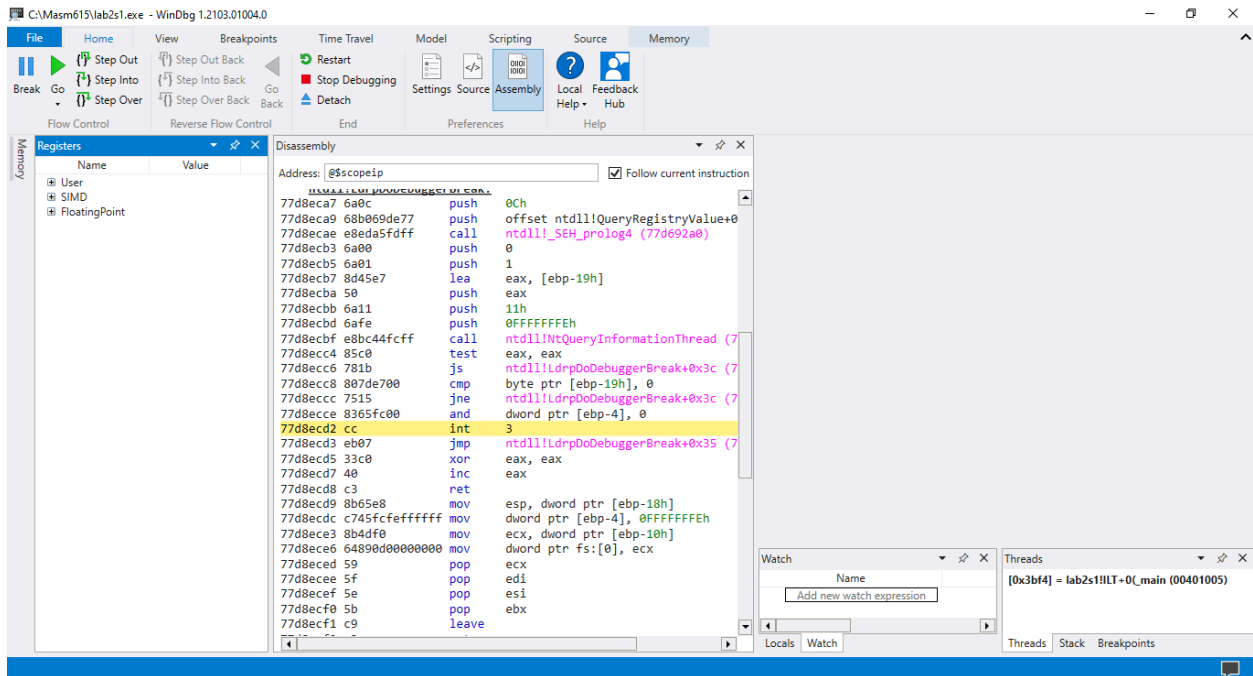 C:\Masm615\lab2s1.exe - WinDbg 1.2103.01004.0
File Home View Breakpoints Time Travel Model Scripting Source Memory
Break
Go
Step Out
Step Into
Step Over
Flow Control
Step Out Back
Step Into Back
Step Over Back
Go Back
Reverse Flow Control
Restart
Stop Debugging
Detach
End
Settings Source Assembly
Preferences
Local Help
Feedback Hub
Help
Memory
Registers
Name Value
User
SIMD
FloatingPoint
Disassembly
Address: @$scopeip Follow current instruction
ntdll!LdrpDoDebuggerBreak:
77d8eca7 6a0c push 0Ch
77d8eca9 68b069de77 push offset ntdll!QueryRegistryValue+0
77d8ecae e8eda5fdff call ntdll!_SEH_prolog4 (77d692a0)
77d8ecb3 6a00 push 0
77d8ecb5 6a01 push 1
77d8ecb7 8d45e7 lea eax, [ebp-19h]
77d8ecba 50 push eax
77d8ecbb 6a11 push 11h
77d8ecbd 6afe push 0FFFFFFFEh
77d8ecbf e8bc44fcff call ntdll!NtQueryInformationThread (7
77d8ecc4 85c0 test eax, eax
77d8ecc6 781b js ntdll!LdrpDoDebuggerBreak+0x3c (7
77d8ecc8 807de700 cmp byte ptr [ebp-19h], 0
77d8eccc 7515 jne ntdll!LdrpDoDebuggerBreak+0x3c (7
77d8ecce 8365fc00 and dword ptr [ebp-4], 0
77d8ecd2 cc int 3
77d8ecd3 eb07 jmp ntdll!LdrpDoDebuggerBreak+0x35 (7
77d8ecd5 33c0 xor eax, eax
77d8ecd7 40 inc eax
77d8ecd8 c3 ret
77d8ecd9 8b65e8 mov esp, dword ptr [ebp-18h]
77d8ecdc c745fcfeffffff mov dword ptr [ebp-4], 0FFFFFFFEh
77d8ece3 8b4df0 mov ecx, dword ptr [ebp-10h]
77d8ece6 64890d00000000 mov dword ptr fs:[0], ecx
77d8eced 59 pop ecx
77d8ecee 5f pop edi
77d8ecef 5e pop esi
77d8ecf0 5b pop ebx
77d8ecf1 c9 leave
Watch
Name
Add new watch expression
Locals Watch
Threads
[0x3bf4] = lab2s1!ILT+0(_main (00401005)
Threads Stack Breakpoints